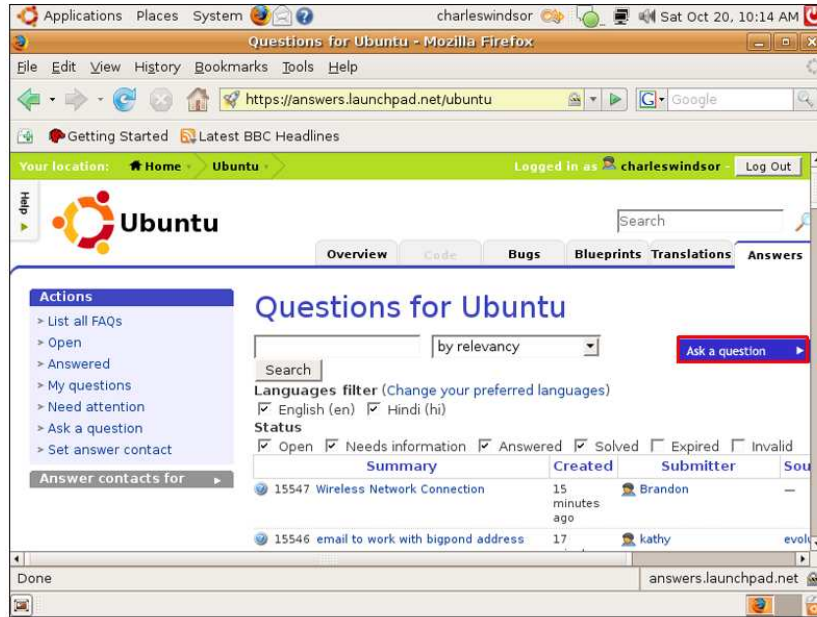 Applications Places System charleswindsor Sat Oct 20, 10:14 AM
Questions for Ubuntu - Mozilla Firefox
File Edit View History Bookmarks Tools Help
https://answers.launchpad.net/ubuntu G Google
Getting Started Latest BBC Headlines
Your location: Home Ubuntu Logged in as charleswindsor - Log Out
Help
Ubuntu
Search
Overview Code Bugs Blueprints Translations Answers
Actions
List all FAQs
Open
Answered
My questions
Need attention
Ask a question
Set answer contact
Answer contacts for
Questions for Ubuntu
by relevancy
Ask a question
Search
Languages filter (Change your preferred languages)
English (en) Hindi (hi)
Status
Open Needs information Answered Solved Expired Invalid
Summary Created Submitter Sou
15547 Wireless Network Connection 15 minutes ago Brandon —
15546 email to work with bigpond address 17 kathy evolu
Done answers.launchpad.net